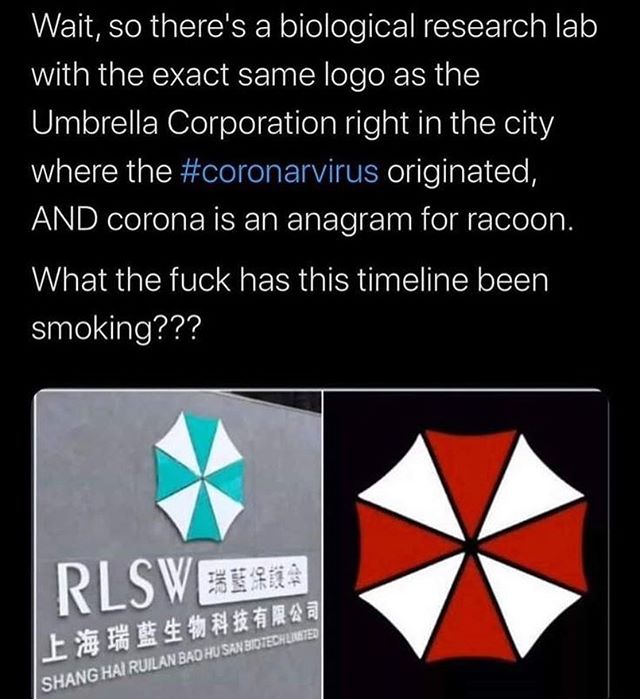 Wait, so there's a biological research lab
with the exact same logo as the
Umbrella Corporation right in the city
where the #coronarvirus originated,
AND corona is an anagram for racoon.
What the fuck has this timeline been
smoking???
RLSW 瑞藍保護傘
上海瑞藍生物科技有限公司
SHANG HAI RUILAN BAO HU SAN BIOTECH LIMITED